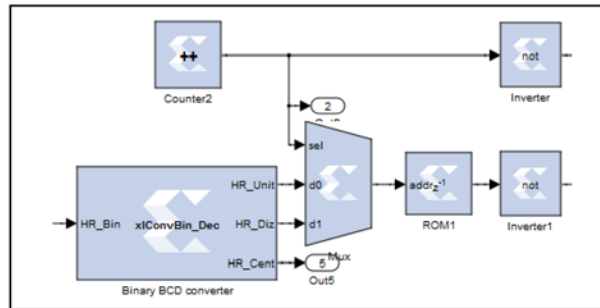 ++
not
Counter2
Inverter
2
sel
HR_Unit
d0
HR_Bin
xlConvBin_Dec
HR_Diz
d1
addr z⁻¹
not
HR_Cent
5
Mux
ROM1
Inverter1
Out5
Binary BCD converter